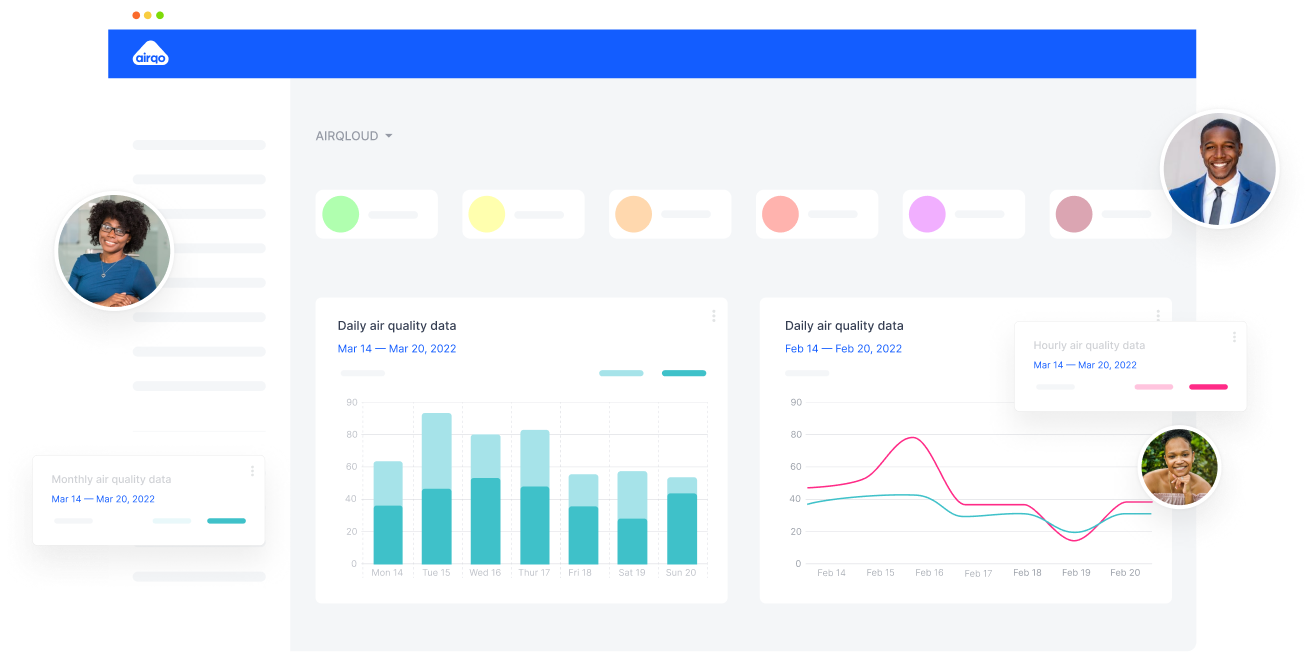 airqo
AIRQLOUD
Daily air quality data
Mar 14 — Mar 20, 2022
90
80
60
40
20
0
Mon 14 Tue 15 Wed 16 Thur 17 Fri 18 Sat 19 Sun 20
Daily air quality data
Feb 14 — Feb 20, 2022
90
80
60
40
20
0
Feb 14 Feb 15 Feb 16 Feb 17 Feb 18 Feb 19 Feb 20
Hourly air quality data
Mar 14 — Mar 20, 2022
Monthly air quality data
Mar 14 — Mar 20, 2022